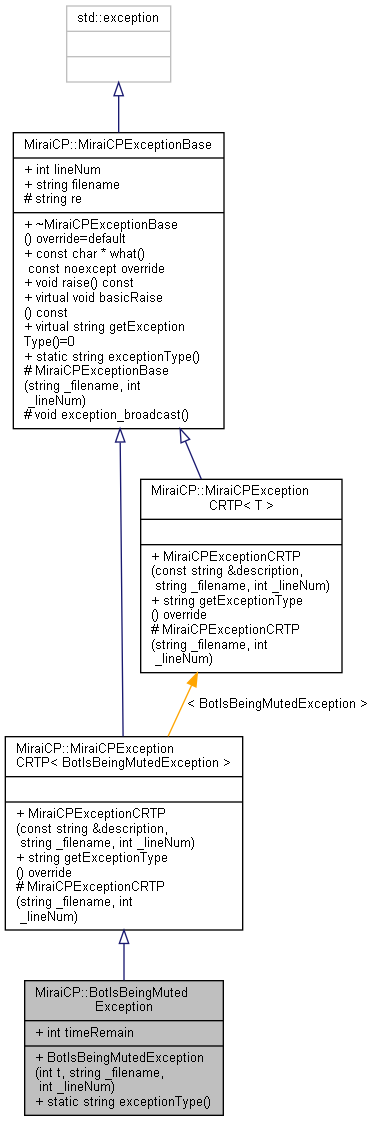 std::exception
MiraiCP::MiraiCPExceptionBase
+ int lineNum
+ string filename
# string re
+ ~MiraiCPExceptionBase
() override=default
+ const char * what()
const noexcept override
+ void raise() const
+ virtual void basicRaise
() const
+ virtual string getException
Type()=0
+ static string exceptionType()
# MiraiCPExceptionBase
(string _filename, int
_lineNum)
# void exception_broadcast()
MiraiCP::MiraiCPException
CRTP< T >
+ MiraiCPExceptionCRTP
(const string &description,
string _filename, int _lineNum)
+ string getExceptionType
() override
# MiraiCPExceptionCRTP
(string _filename, int
_lineNum)
< BotIsBeingMutedException >
MiraiCP::MiraiCPException
CRTP< BotIsBeingMutedException >
+ MiraiCPExceptionCRTP
(const string &description,
string _filename, int _lineNum)
+ string getExceptionType
() override
# MiraiCPExceptionCRTP
(string _filename, int
_lineNum)
MiraiCP::BotIsBeingMuted
Exception
+ int timeRemain
+ BotIsBeingMutedException
(int t, string _filename,
int _lineNum)
+ static string exceptionType()